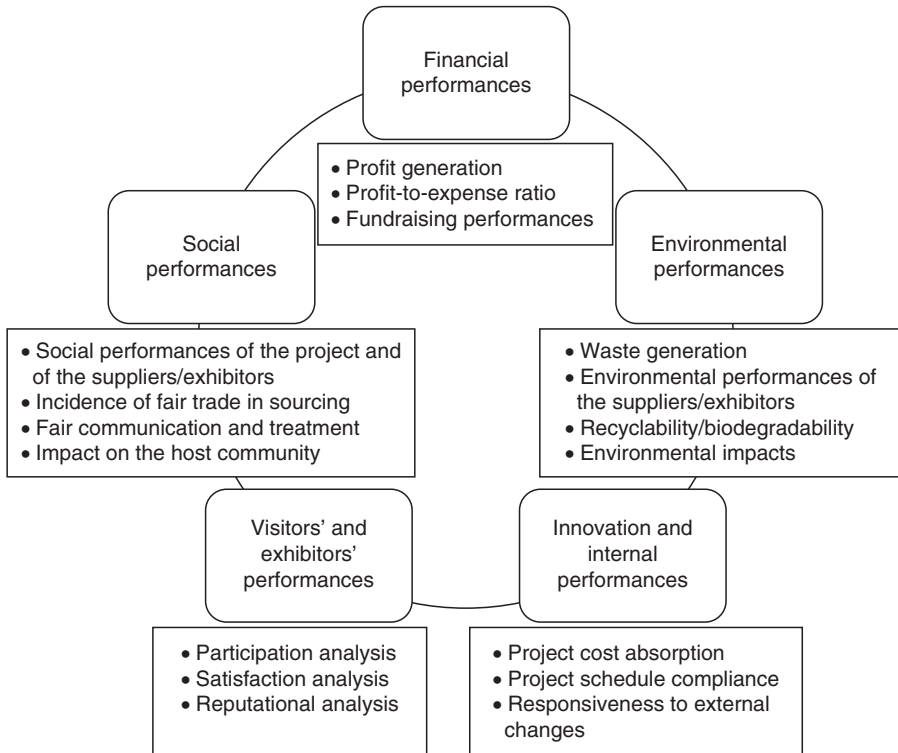 Financial
performances
• Profit generation
• Profit-to-expense ratio
• Fundraising performances
Social
performances
Environmental
performances
• Social performances of the project and
of the suppliers/exhibitors
• Incidence of fair trade in sourcing
• Fair communication and treatment
• Impact on the host community
• Waste generation
• Environmental performances of
the suppliers/exhibitors
• Recyclability/biodegradability
• Environmental impacts
Visitors’ and
exhibitors’
performances
Innovation and
internal
performances
• Participation analysis
• Satisfaction analysis
• Reputational analysis
• Project cost absorption
• Project schedule compliance
• Responsiveness to external
changes